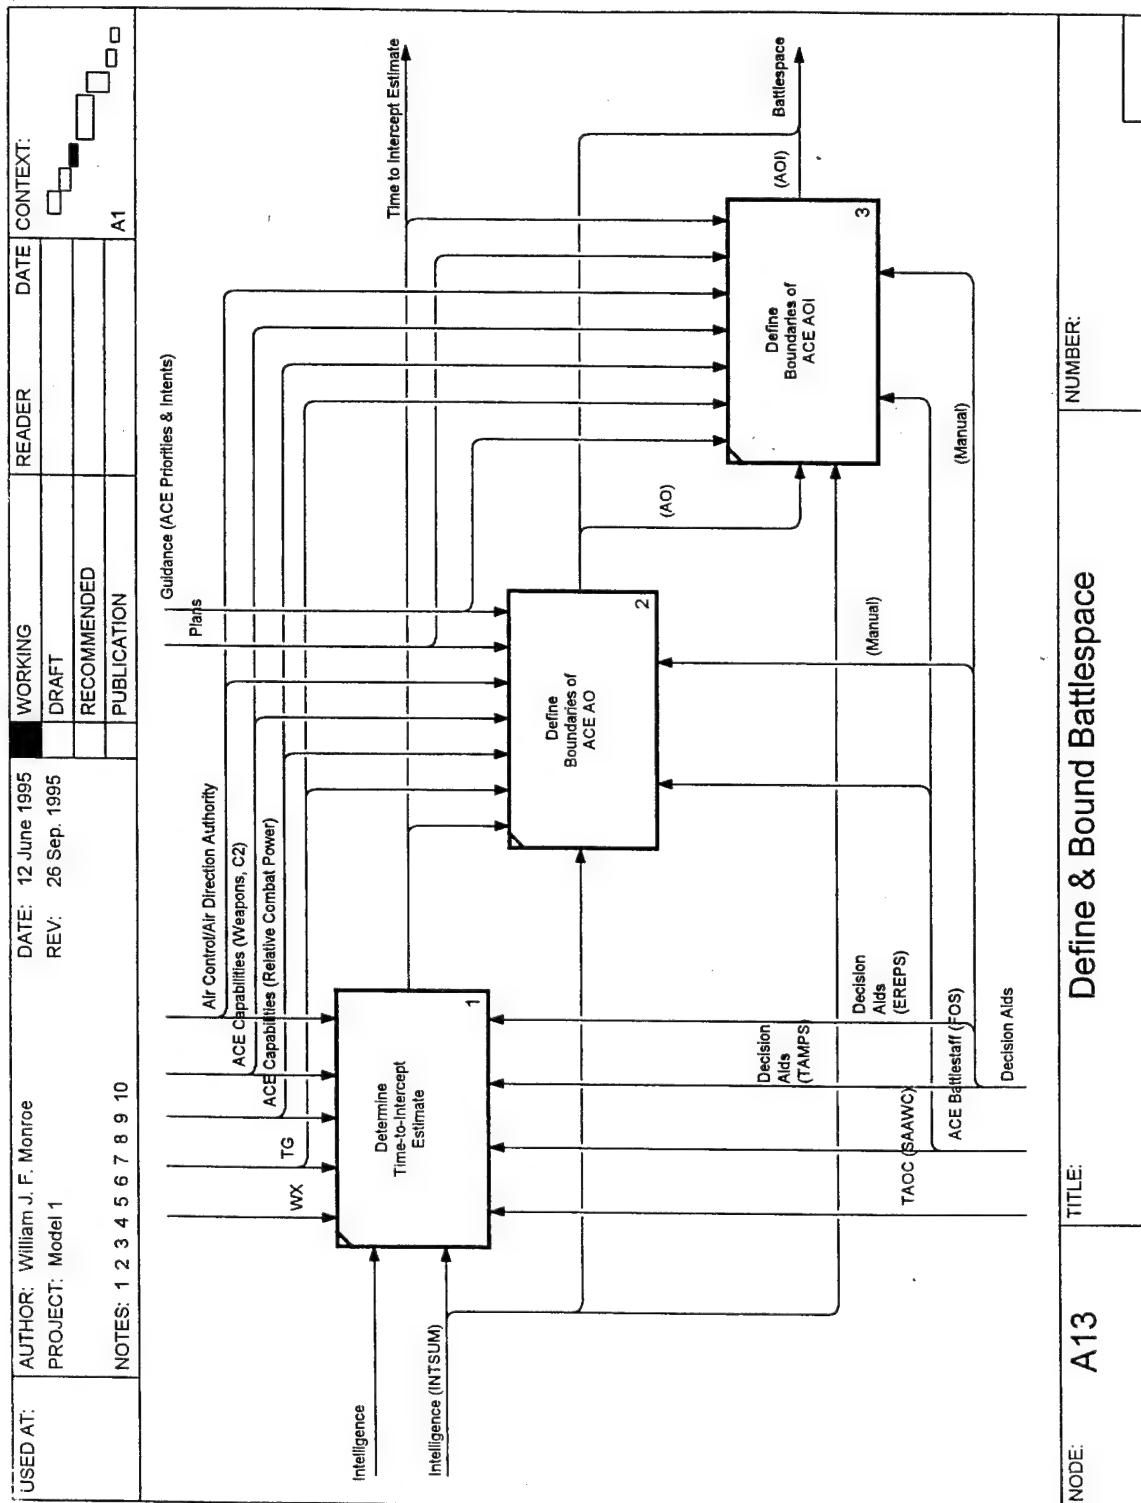 USED AT:
AUTHOR: William J. F. Monroe
PROJECT: Model 1
NOTES: 1 2 3 4 5 6 7 8 9 10
DATE: 12 June 1995
REV: 26 Sep. 1995
WORKING
DRAFT
RECOMMENDED
PUBLICATION
READER
DATE
CONTEXT:
A1
Guidance (ACE Priorities & Intents)
Plans
Air Control/Air Direction Authority
ACE Capabilities (Weapons, C2)
ACE Capabilities (Relative Combat Power)
TG
WX
Time to Intercept Estimate
Battlespace
Intelligence
Intelligence (INTSUM)
Determine
Time-to-Intercept
Estimate
1
Define
Boundaries of
ACE AO
2
(AO)
Define
Boundaries of
ACE AOI
3
(AOI)
(Manual)
(Manual)
Decision
Aids
(TAMPS)
Decision
Aids
(EREPS)
TAOC (SAAWC)
ACE Battlestaff (FOS)
Decision Aids
NODE:
A13
TITLE:
Define & Bound Battlespace
NUMBER: